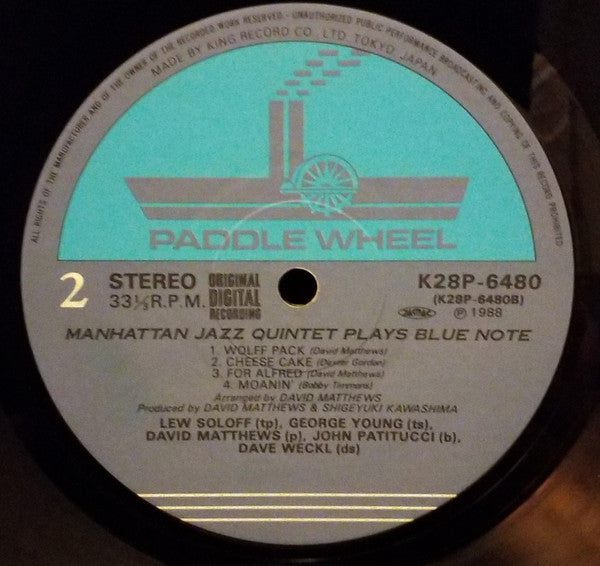 ALL RIGHTS OF THE MANUFACTURER AND OF THE OWNER OF THE RECORDED WORK RESERVED · UNAUTHORIZED PUBLIC PERFORMANCE BROADCASTING AND COPYING OF THIS RECORD PROHIBITED
MADE BY KING RECORD CO., LTD. TOKYO, JAPAN
PADDLE WHEEL
2
STEREO
33⅓R.P.M.
ORIGINAL
DIGITAL
RECORDING
K28P-6480
(K28P-6480B)
℗ 1988
MANHATTAN JAZZ QUINTET PLAYS BLUE NOTE
1. WOLFF PACK (David Matthews)
2. CHEESE CAKE (Dexter Gordon)
3. FOR ALFRED (David Matthews)
4. MOANIN' (Bobby Timmons)
Arranged by DAVID MATTHEWS
Produced by DAVID MATTHEWS & SHIGEYUKI KAWASHIMA
LEW SOLOFF (tp), GEORGE YOUNG (ts),
DAVID MATTHEWS (p), JOHN PATITUCCI (b),
DAVE WECKL (ds)